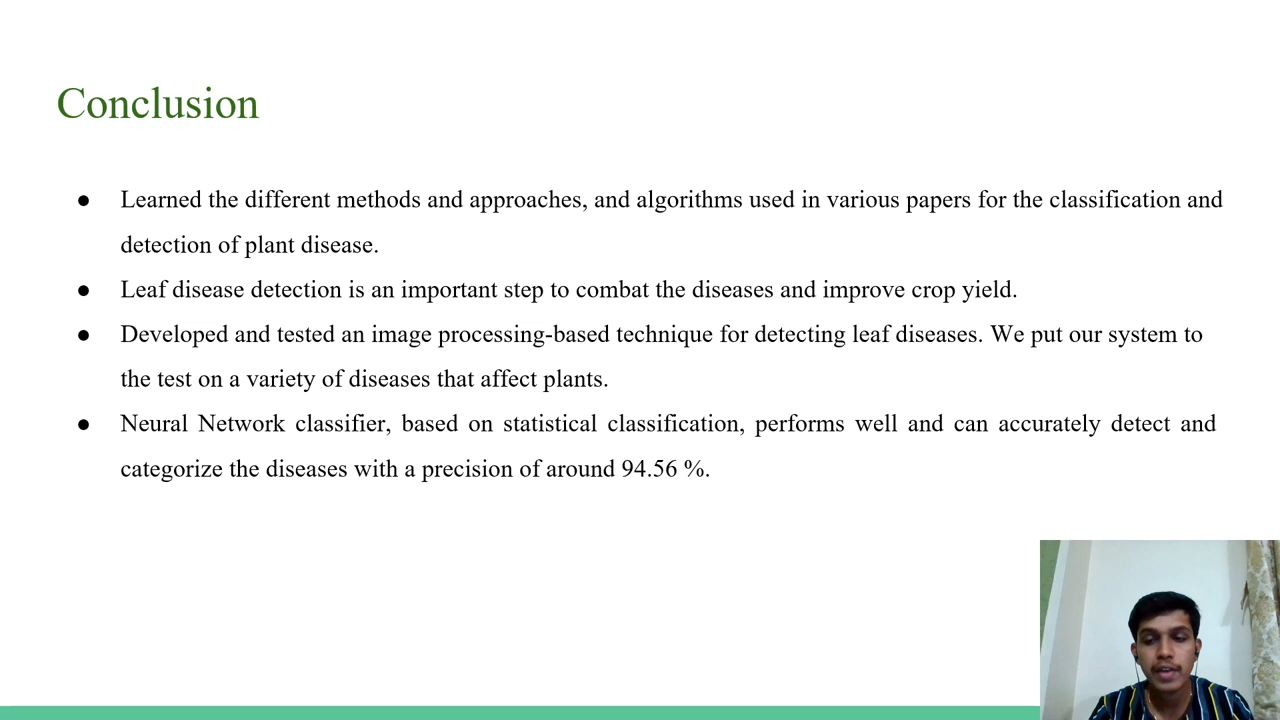 Conclusion
● Learned the different methods and approaches, and algorithms used in various papers for the classification and
detection of plant disease.
● Leaf disease detection is an important step to combat the diseases and improve crop yield.
● Developed and tested an image processing-based technique for detecting leaf diseases. We put our system to
the test on a variety of diseases that affect plants.
● Neural Network classifier, based on statistical classification, performs well and can accurately detect and
categorize the diseases with a precision of around 94.56 %.